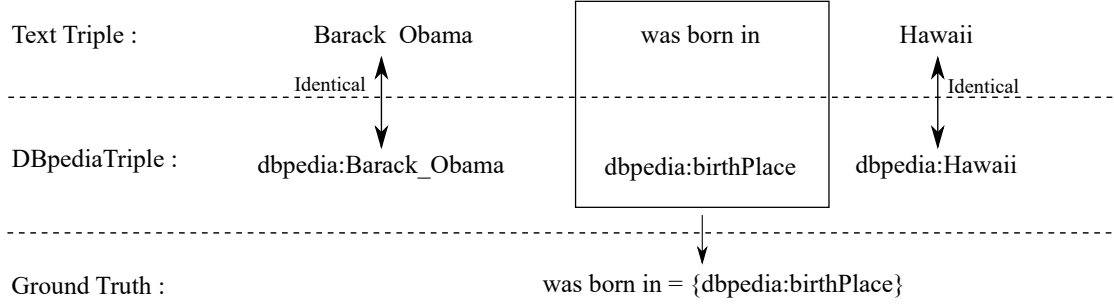 Text Triple : Barack Obama was born in Hawaii
Identical Identical
DBpediaTriple : dbpedia:Barack_Obama dbpedia:birthPlace dbpedia:Hawaii
Ground Truth : was born in = {dbpedia:birthPlace}